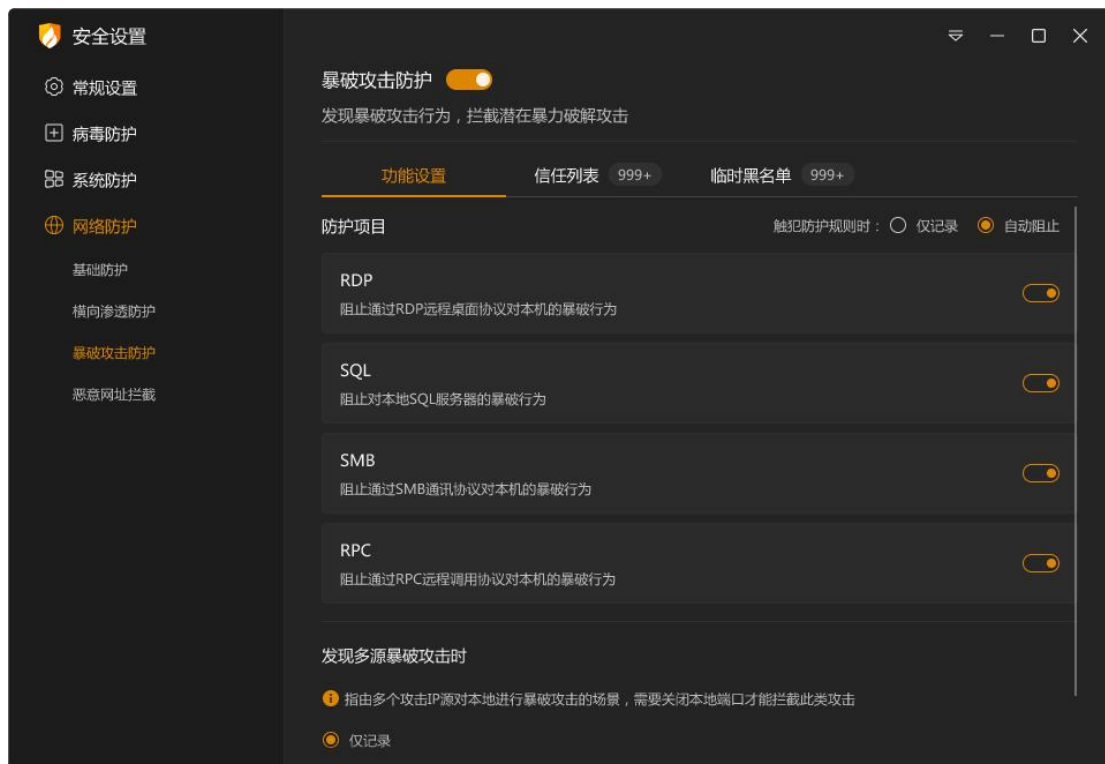 安全设置
常规设置
病毒防护
系统防护
网络防护
基础防护
横向渗透防护
暴破攻击防护
恶意网址拦截
暴破攻击防护
发现暴破攻击行为，拦截潜在暴力破解攻击
功能设置 信任列表 999+ 临时黑名单 999+
防护项目 触犯防护规则时： 仅记录 自动阻止
RDP
阻止通过RDP远程桌面协议对本机的暴破行为
SQL
阻止对本地SQL服务器的暴破行为
SMB
阻止通过SMB通讯协议对本机的暴破行为
RPC
阻止通过RPC远程调用协议对本机的暴破行为
发现多源暴破攻击时
指由多个攻击IP源对本地进行暴破攻击的场景，需要关闭本地端口才能拦截此类攻击
仅记录